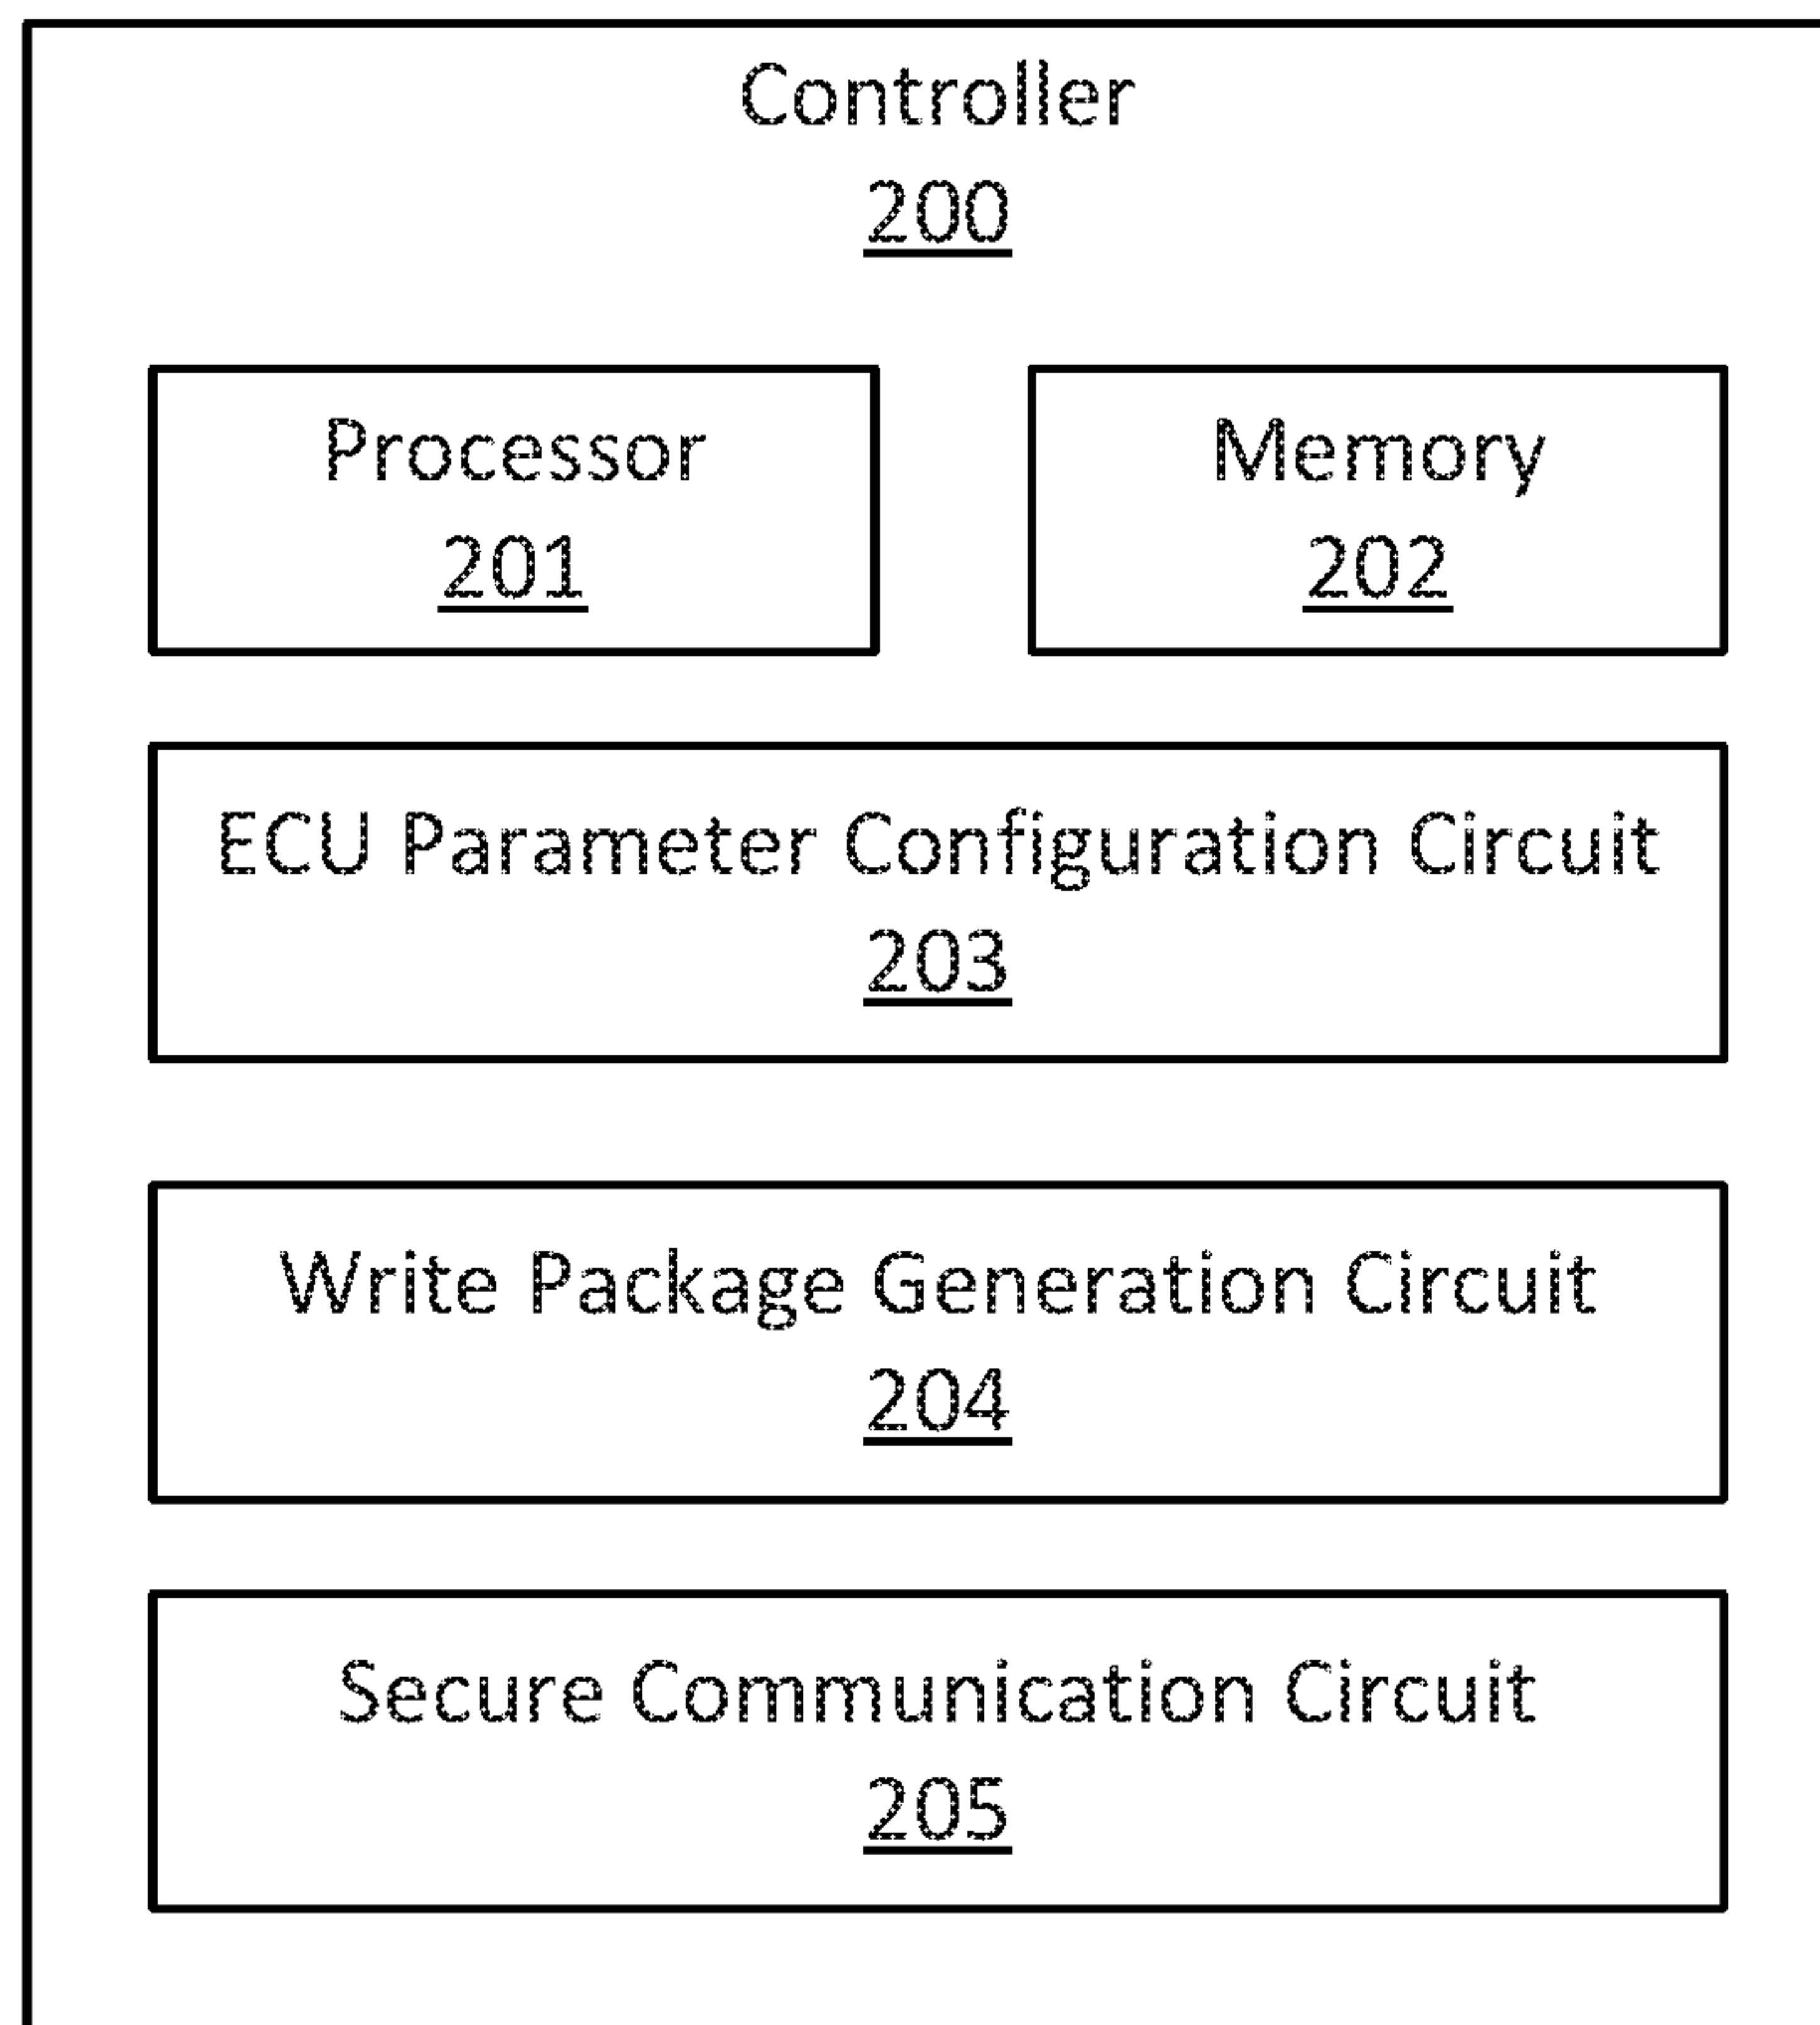 Controller
200
Processor
201
Memory
202
ECU Parameter Configuration Circuit
203
Write Package Generation Circuit
204
Secure Communication Circuit
205